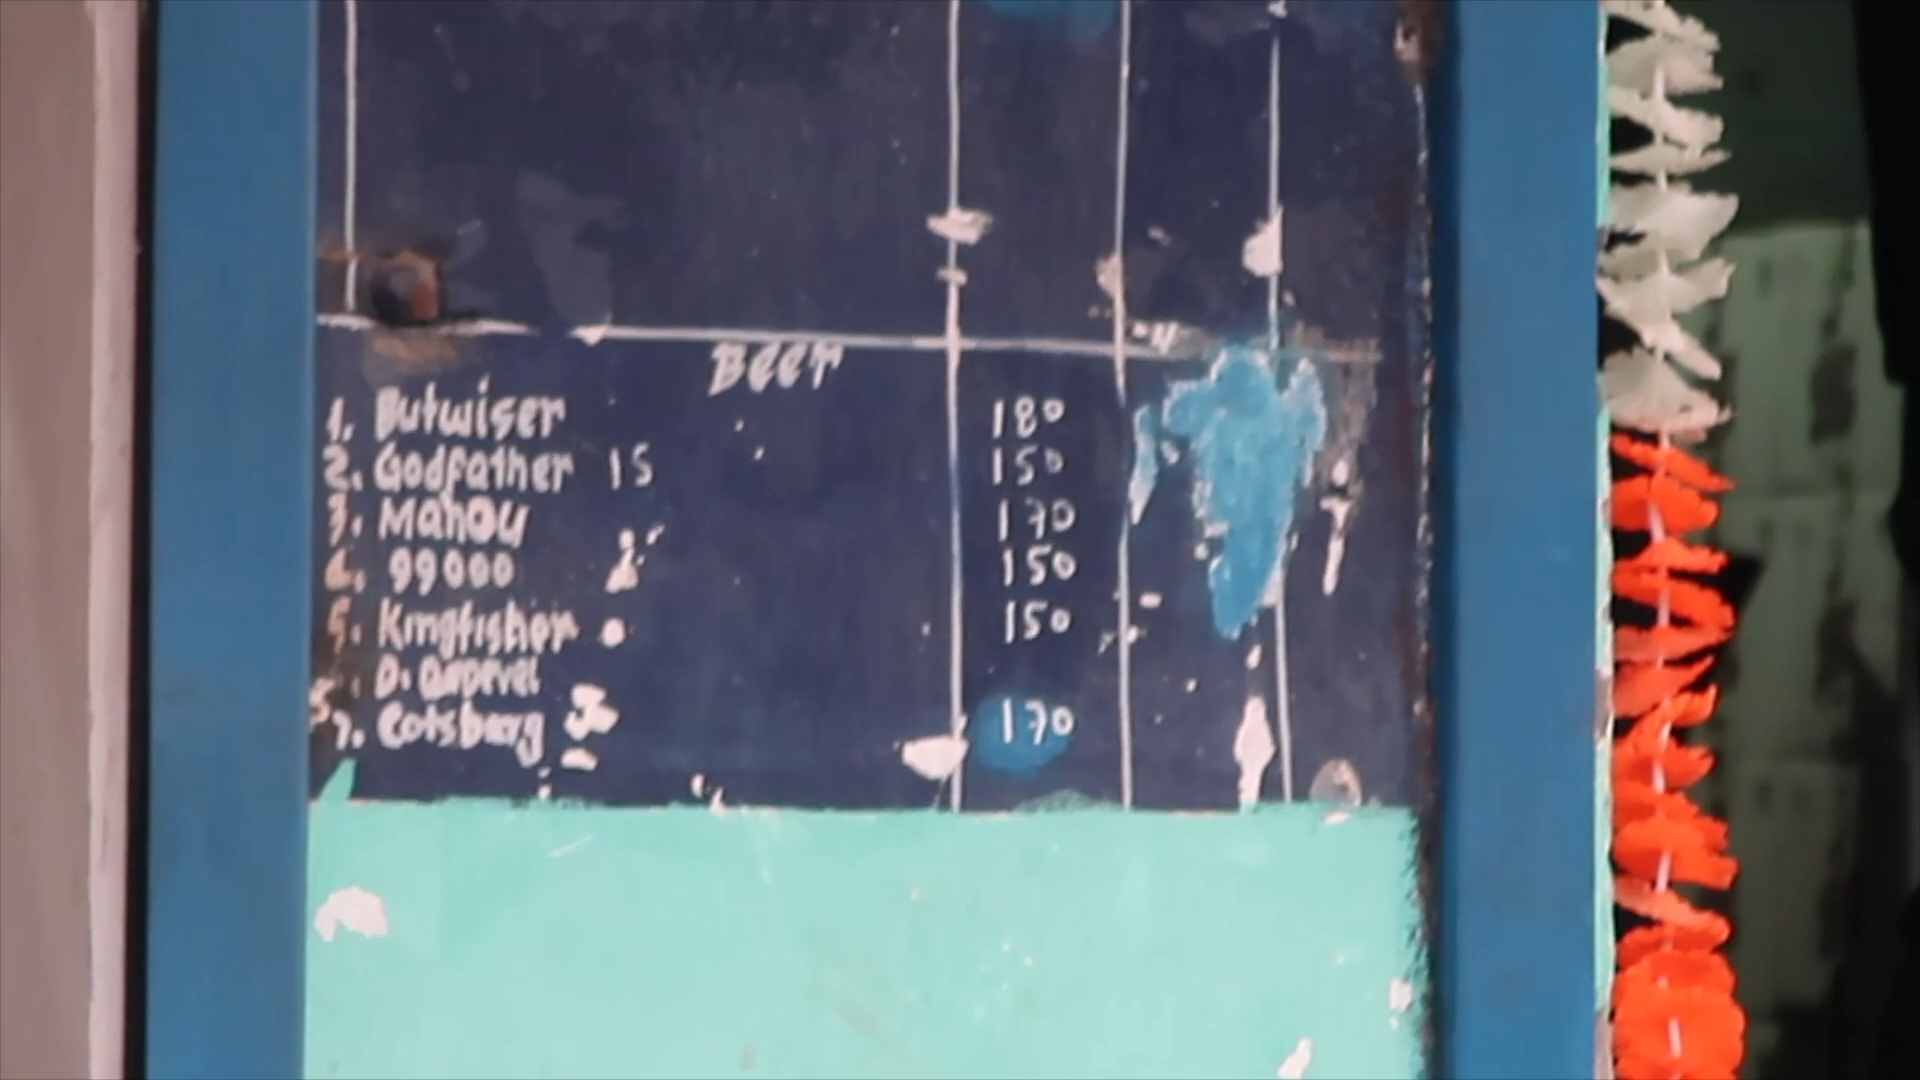 Beer
1. Butwiser 180
2. Godfather 15 150
3. Mahou 170
4. 99000 150
5. Kingfisher 150
D.
7. Cotsberg 170